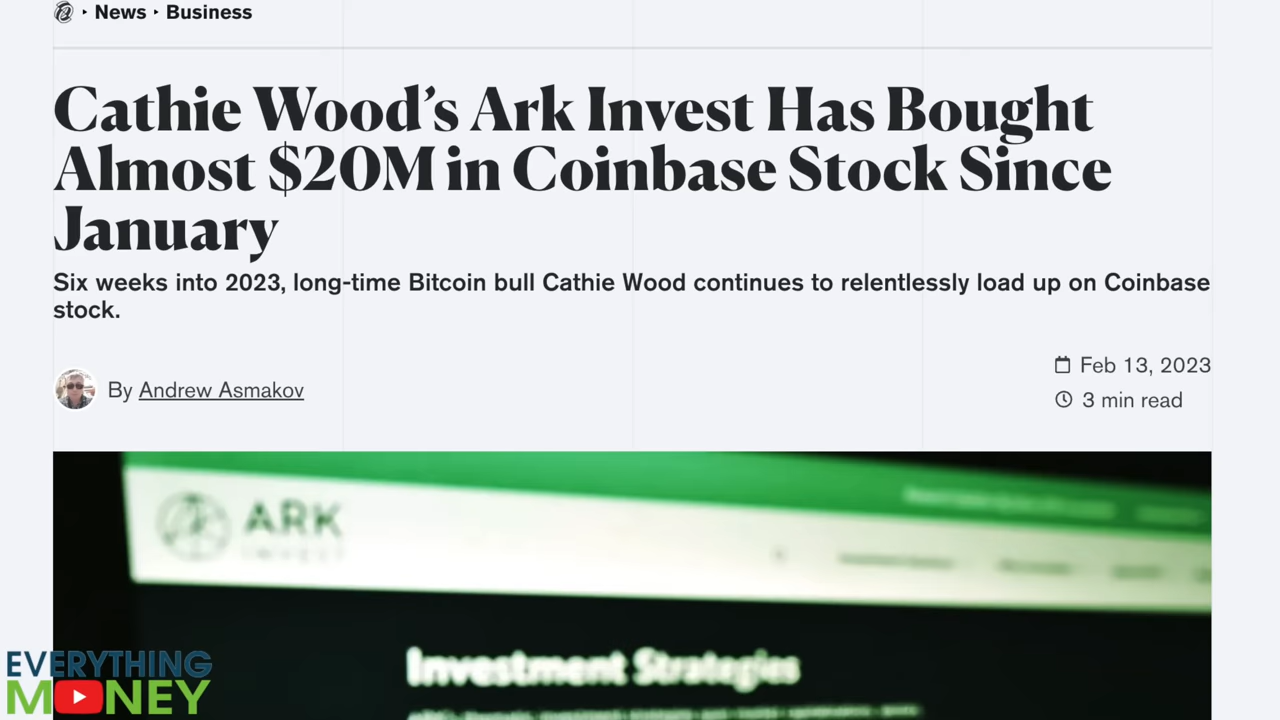 ‣ News ‣ Business
Cathie Wood’s Ark Invest Has Bought
Almost $20M in Coinbase Stock Since
January
Six weeks into 2023, long-time Bitcoin bull Cathie Wood continues to relentlessly load up on Coinbase
stock.
By Andrew Asmakov
Feb 13, 2023
3 min read
ARK
INVEST
Investment Strategies
EVERYTHING
MONEY